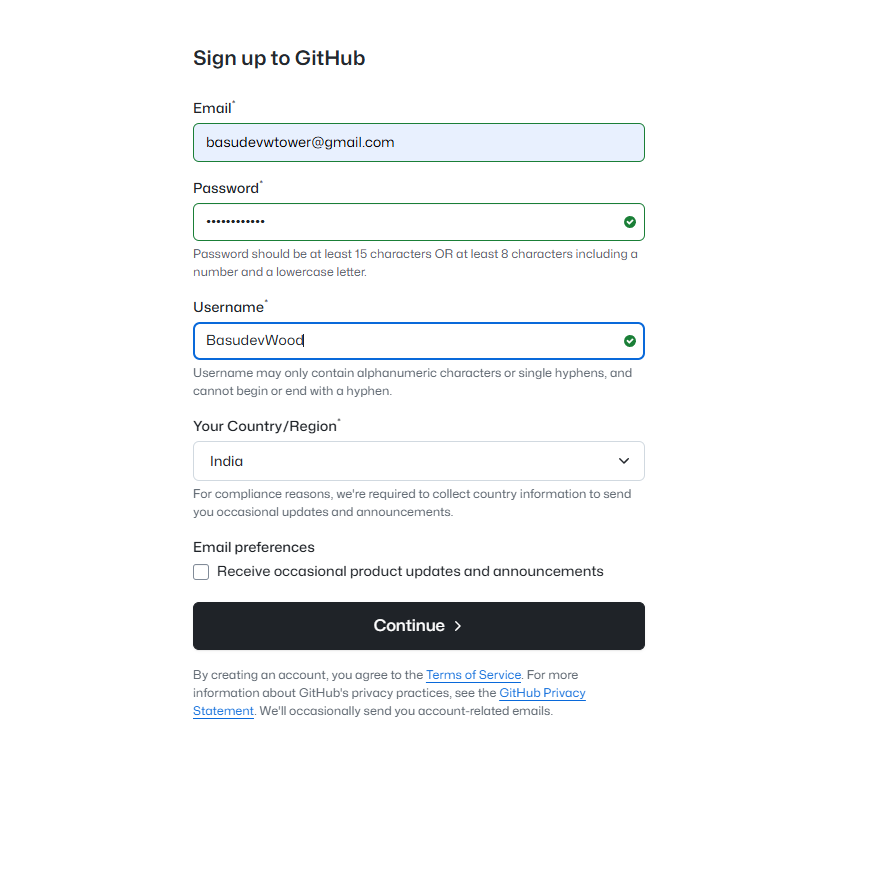 Sign up to GitHub
Email*
basudevwtower@gmail.com
Password*
••••••••••••
Password should be at least 15 characters OR at least 8 characters including a
number and a lowercase letter.
Username*
BasudevWood
Username may only contain alphanumeric characters or single hyphens, and
cannot begin or end with a hyphen.
Your Country/Region*
India
For compliance reasons, we're required to collect country information to send
you occasional updates and announcements.
Email preferences
Receive occasional product updates and announcements
Continue
By creating an account, you agree to the Terms of Service. For more
information about GitHub's privacy practices, see the GitHub Privacy
Statement. We'll occasionally send you account-related emails.